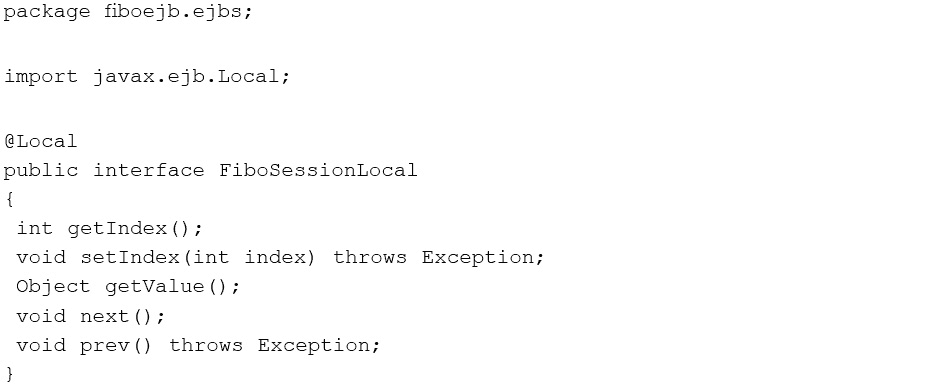 package fiboejb.ejbs;
import javax.ejb.Local;
@Local
public interface FiboSessionLocal
{
int getIndex();
void setIndex(int index) throws Exception;
Object getValue();
void next();
void prev() throws Exception;
}